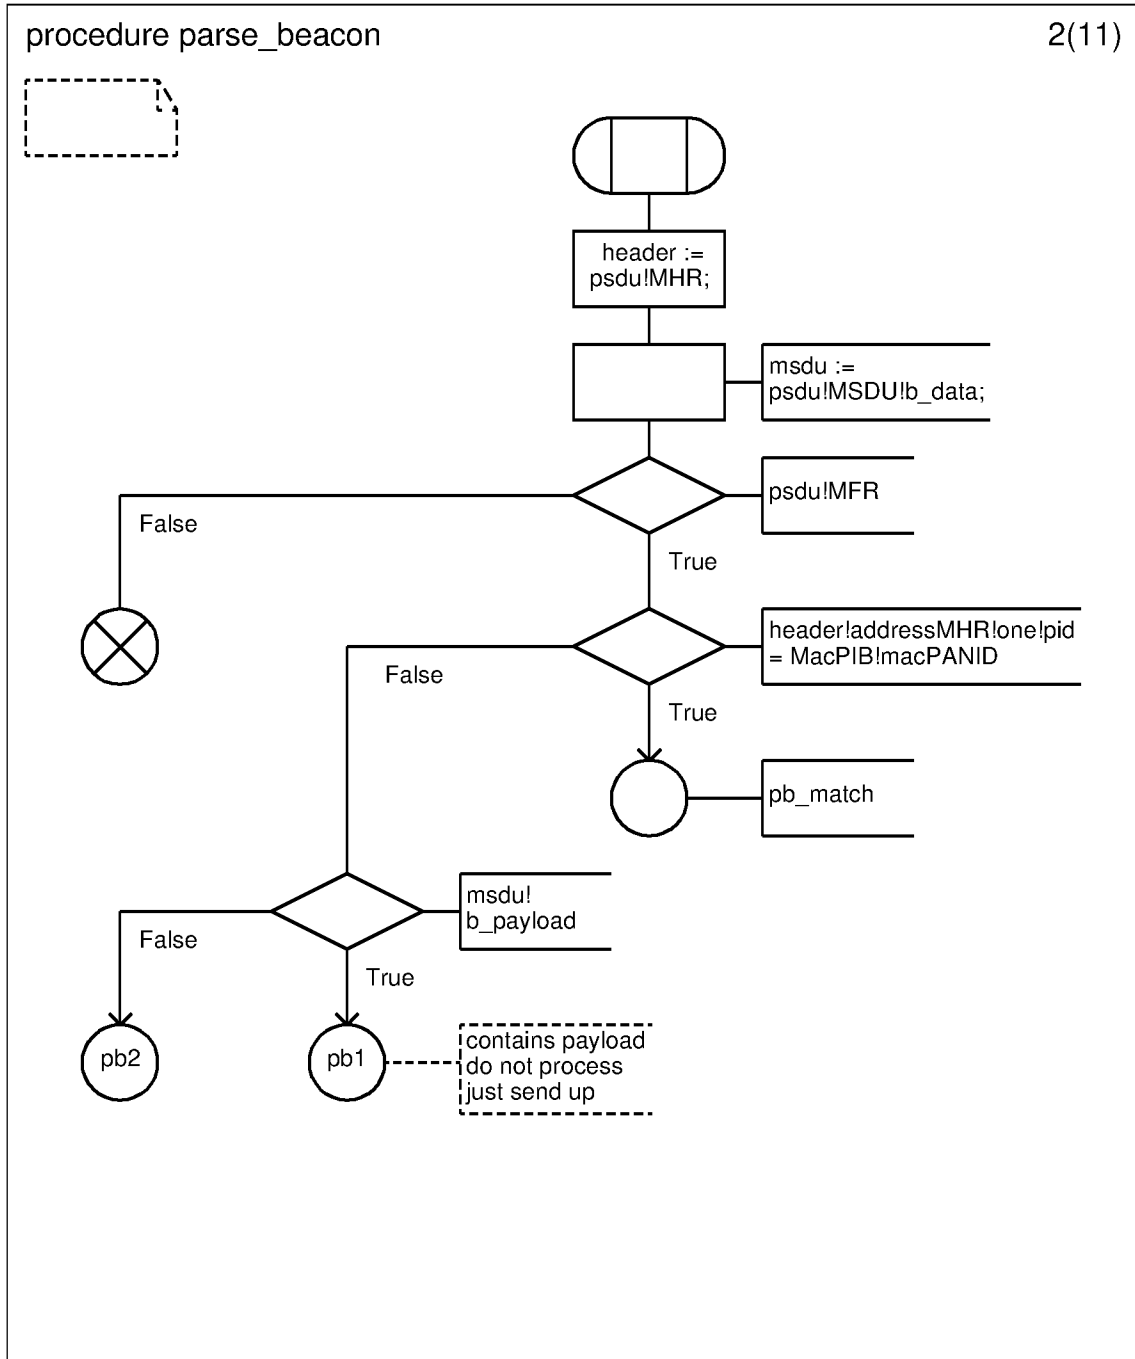 procedure parse_beacon
2(11)
header :=
psdu!MHR;
msdu :=
psdu!MSDU!b_data;
psdu!MFR
False
True
header!addressMHR!one!pid
= MacPIB!macPANID
False
True
pb_match
msdu!
b_payload
False
True
pb2
pb1
contains payload
do not process
just send up